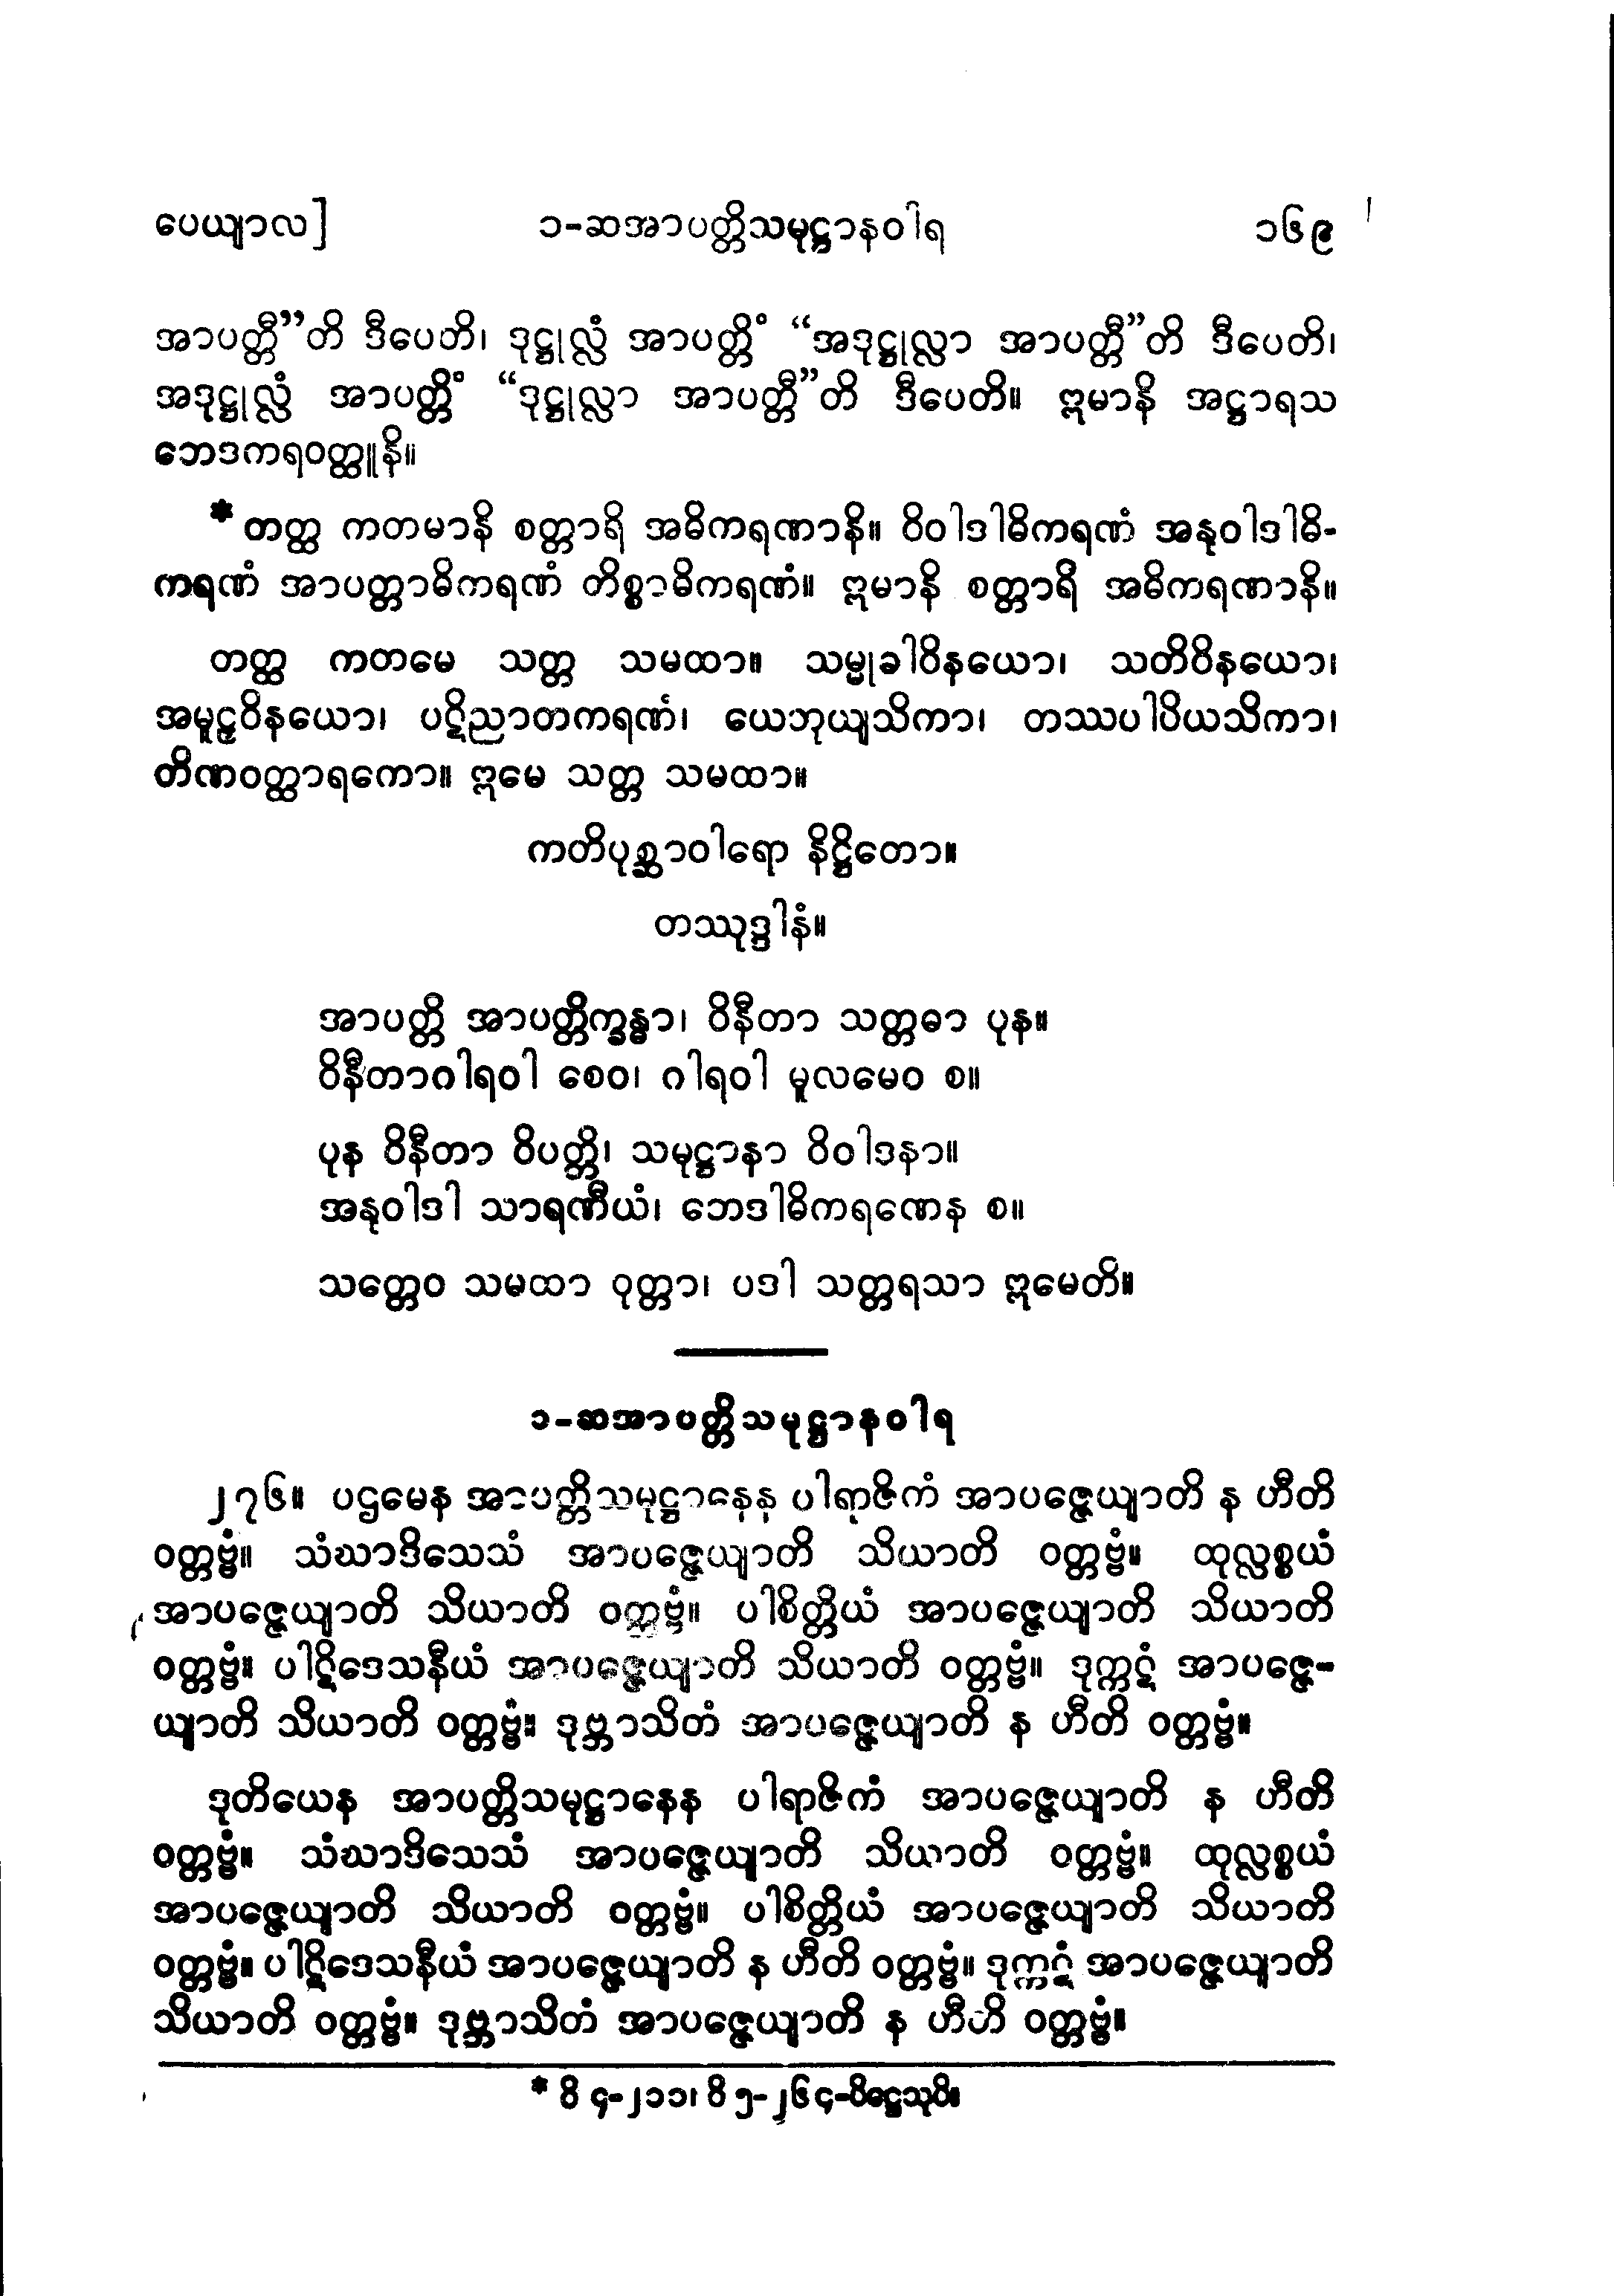 ပေယျာလ] ၁-ဆအာပတ္တိသမုဋ္ဌာနဝါရ ၁၆၉
အာပတ္တီ”တိ ဒီပေတိ၊ ဒုဋ္ဌုလ္လံ အာပတ္တိံ “အဒုဋ္ဌုလ္လာ အာပတ္တီ”တိ ဒီပေတိ၊
အဒုဋ္ဌုလ္လံ အာပတ္တိံ “ဒုဋ္ဌုလ္လာ အာပတ္တီ”တိ ဒီပေတိ။ ဣမာနိ အဋ္ဌာရသ
ဘေဒကရဝတ္ထူနိ။
* တတ္ထ ကတမာနိ စတ္တာရိ အဓိကရဏာနိ။ ဝိဝါဒါဓိကရဏံ အနုဝါဒါဓိ-
ကရဏံ အာပတ္တာဓိကရဏံ ကိစ္စာဓိကရဏံ။ ဣမာနိ စတ္တာရိ အဓိကရဏာနိ။
တတ္ထ ကတမေ သတ္တ သမထာ။ သမ္မုခါဝိနယော၊ သတိဝိနယော၊
အမူဠှဝိနယော၊ ပဋိညာတကရဏံ၊ ယေဘုယျသိကာ၊ တဿပါပိယသိကာ၊
တိဏဝတ္ထာရကော။ ဣမေ သတ္တ သမထာ။
ကတိပုစ္ဆာဝါရော နိဋ္ဌိတော။
တဿုဒ္ဒါနံ။
အာပတ္တိ အာပတ္တိက္ခန္ဓာ၊ ဝိနီတာ သတ္တဓာ ပုန။
ဝိနီတာဂါရဝါ စေဝ၊ ဂါရဝါ မူလမေဝ စ။
ပုန ဝိနီတာ ဝိပတ္တိ၊ သမုဋ္ဌာနာ ဝိဝါဒနာ။
အနုဝါဒါ သာရဏီယံ၊ ဘေဒါဓိကရဏေန စ။
သတ္တေဝ သမထာ ဝုတ္တာ၊ ပဒါ သတ္တရသာ ဣမေတိ။
၁-ဆအာပတ္တိသမုဋ္ဌာနဝါရ
၂၇၆။ ပဌမေန အာပတ္တိသမုဋ္ဌာနေန ပါရာဇိကံ အာပဇ္ဇေယျာတိ န ဟီတိ
ဝတ္တဗ္ဗံ။ သံဃာဒိသေသံ အာပဇ္ဇေယျာတိ သိယာတိ ဝတ္တဗ္ဗံ။ ထုလ္လစ္စယံ
အာပဇ္ဇေယျာတိ သိယာတိ ဝတ္တဗ္ဗံ။ ပါစိတ္တိယံ အာပဇ္ဇေယျာတိ သိယာတိ
ဝတ္တဗ္ဗံ။ ပါဋိဒေသနီယံ အာပဇ္ဇေယျာတိ သိယာတိ ဝတ္တဗ္ဗံ။ ဒုက္ကဋံ အာပဇ္ဇေ-
ယျာတိ သိယာတိ ဝတ္တဗ္ဗံ။ ဒုဗ္ဘာသိတံ အာပဇ္ဇေယျာတိ န ဟီတိ ဝတ္တဗ္ဗံ။
ဒုတိယေန အာပတ္တိသမုဋ္ဌာနေန ပါရာဇိကံ အာပဇ္ဇေယျာတိ န ဟီတိ
ဝတ္တဗ္ဗံ။ သံဃာဒိသေသံ အာပဇ္ဇေယျာတိ သိယာတိ ဝတ္တဗ္ဗံ။ ထုလ္လစ္စယံ
အာပဇ္ဇေယျာတိ သိယာတိ ဝတ္တဗ္ဗံ။ ပါစိတ္တိယံ အာပဇ္ဇေယျာတိ သိယာတိ
ဝတ္တဗ္ဗံ။ ပါဋိဒေသနီယံ အာပဇ္ဇေယျာတိ န ဟီတိ ဝတ္တဗ္ဗံ။ ဒုက္ကဋံ အာပဇ္ဇေယျာတိ
သိယာတိ ဝတ္တဗ္ဗံ။ ဒုဗ္ဘာသိတံ အာပဇ္ဇေယျာတိ န ဟီတိ ဝတ္တဗ္ဗံ။
* ဝိ ၄-၂၁၁၊ ဝိ ၅-၂၆၄-ပိဋ္ဌေသုပိ။